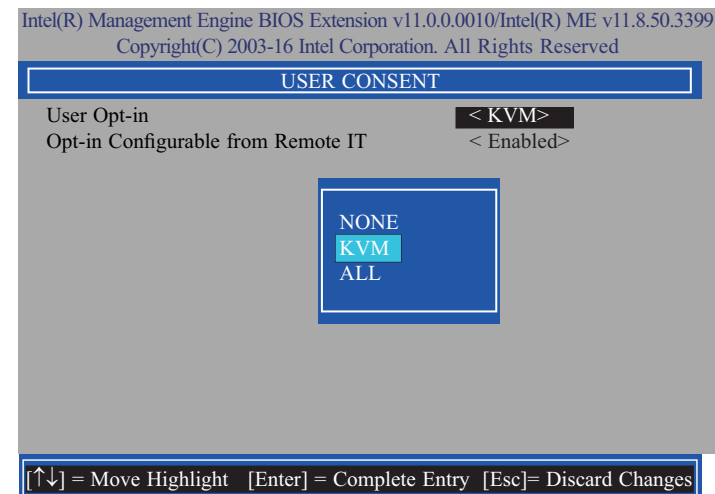 Intel(R) Management Engine BIOS Extension v11.0.0.0010/Intel(R) ME v11.8.50.3399
Copyright(C) 2003-16 Intel Corporation. All Rights Reserved
USER CONSENT
User Opt-in < KVM>
Opt-in Configurable from Remote IT < Enabled>
NONE
KVM
ALL
[↑↓] = Move Highlight [Enter] = Complete Entry [Esc]= Discard Changes